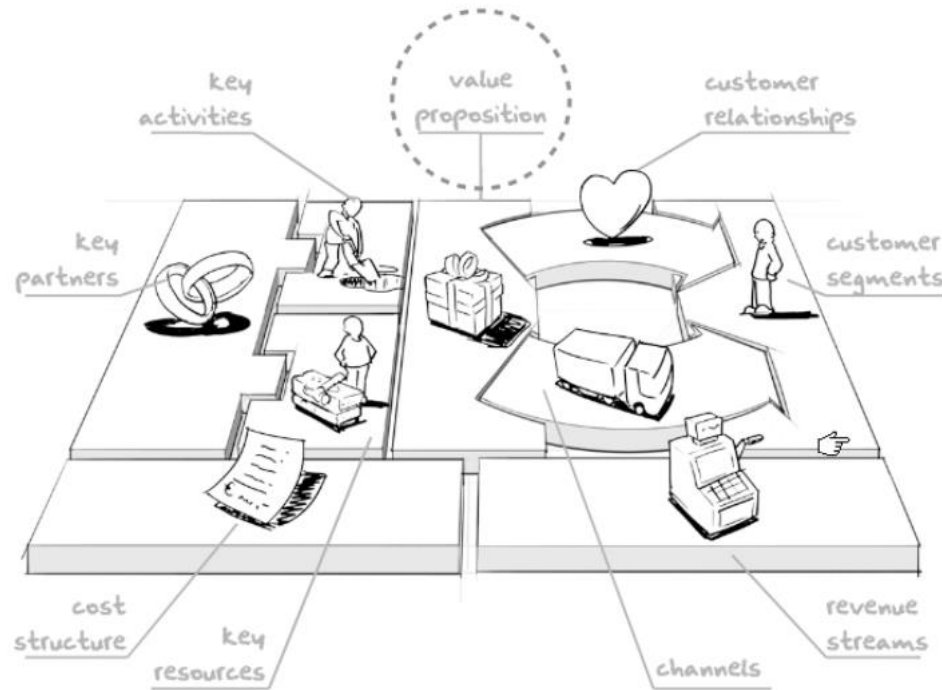 key
activities
value
proposition
customer
relationships
key
partners
customer
segments
cost
structure
key
resources
channels
revenue
streams